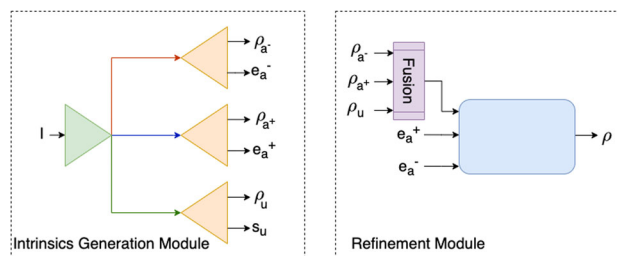 I
ρa-
ea-
ρa+
ea+
ρu
su
Intrinsics Generation Module
ρa-
ρa+
ρu
Fusion
ea+
ea-
ρ
Refinement Module